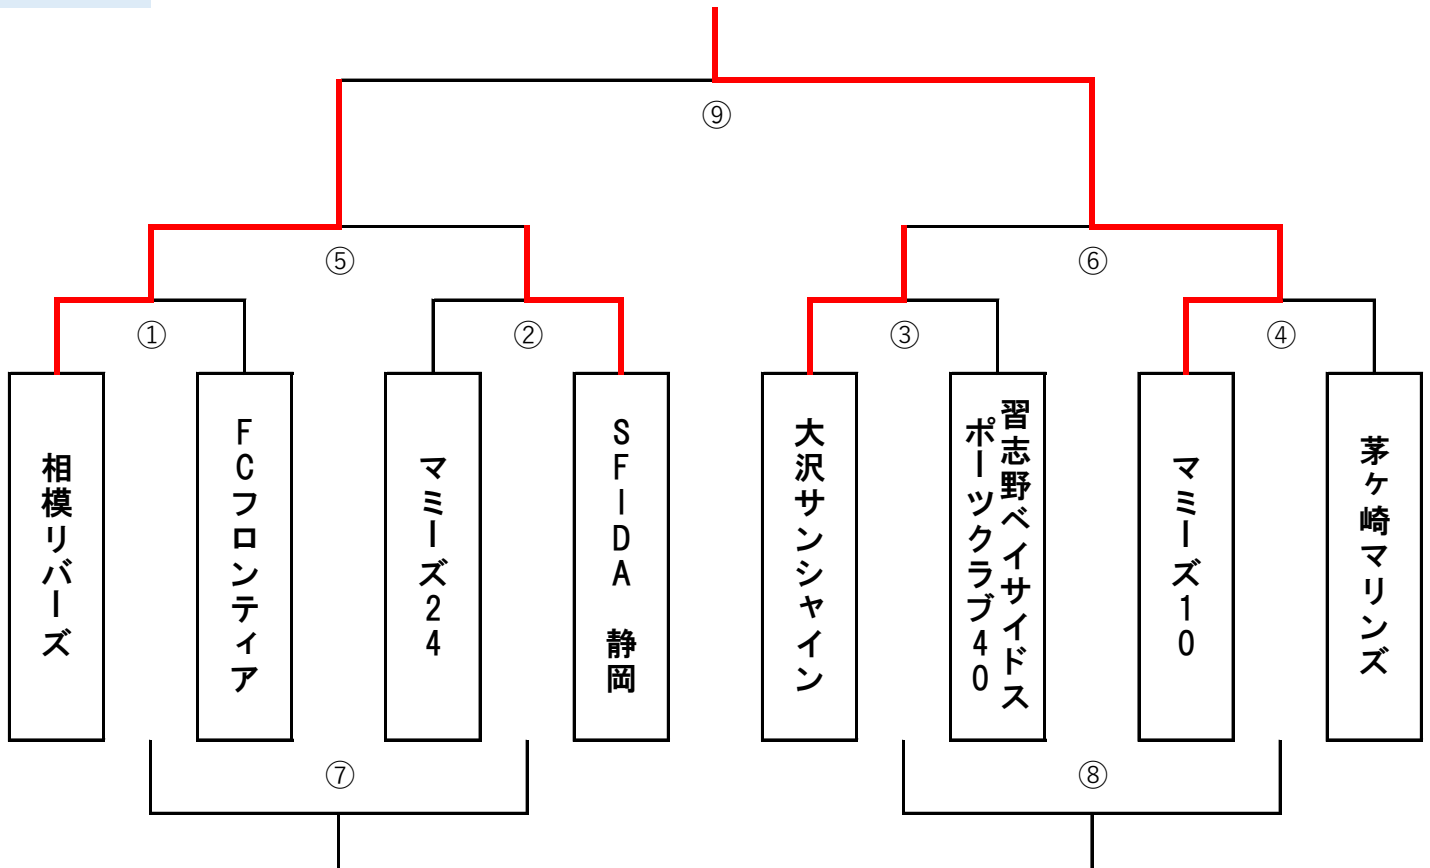 ⑨
⑤
⑥
①
②
③
④
相模リバーズ
FCフロンティア
マミーズ24
SFIDA 静岡
大沢サンシャイン
習志野ベイサイドス
ポーツクラブ40
マミーズ10
茅ヶ崎マリンズ
⑦
⑧